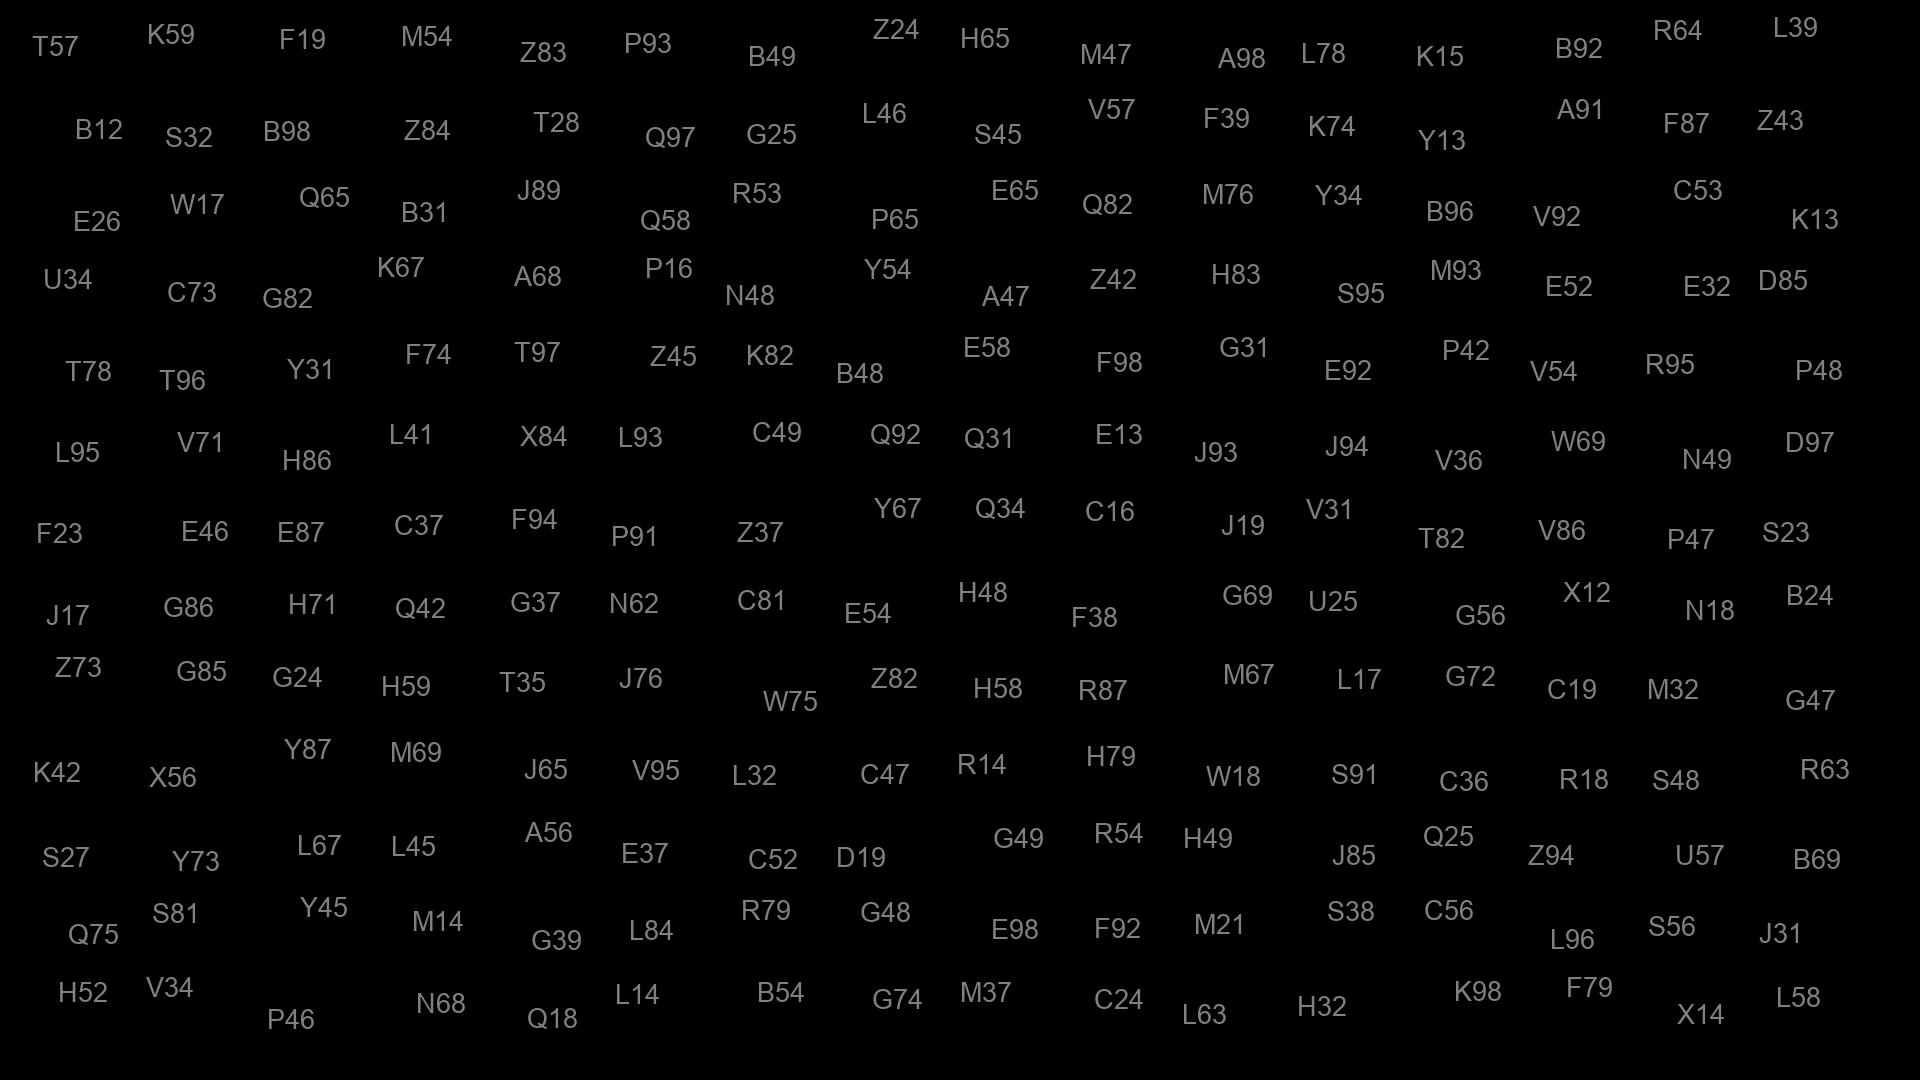 T57 K59 F19 M54 Z83 P93 B49 Z24 H65 M47 A98 L78 K15 B92 R64 L39
B12 S32 B98 Z84 T28 Q97 G25 L46 S45 V57 F39 K74 Y13 A91 F87 Z43
E26 W17 Q65 B31 J89 Q58 R53 P65 E65 Q82 M76 Y34 B96 V92 C53 K13
U34 C73 G82 K67 A68 P16 N48 Y54 A47 Z42 H83 S95 M93 E52 E32 D85
T78 T96 Y31 F74 T97 Z45 K82 B48 E58 F98 G31 E92 P42 V54 R95 P48
L95 V71 H86 L41 X84 L93 C49 Q92 Q31 E13 J93 J94 V36 W69 N49 D97
F23 E46 E87 C37 F94 P91 Z37 Y67 Q34 C16 J19 V31 T82 V86 P47 S23
J17 G86 H71 Q42 G37 N62 C81 E54 H48 F38 G69 U25 G56 X12 N18 B24
Z73 G85 G24 H59 T35 J76 W75 Z82 H58 R87 M67 L17 G72 C19 M32 G47
K42 X56 Y87 M69 J65 V95 L32 C47 R14 H79 W18 S91 C36 R18 S48 R63
S27 Y73 L67 L45 A56 E37 C52 D19 G49 R54 H49 J85 Q25 Z94 U57 B69
Q75 S81 Y45 M14 G39 L84 R79 G48 E98 F92 M21 S38 C56 L96 S56 J31
H52 V34 P46 N68 Q18 L14 B54 G74 M37 C24 L63 H32 K98 F79 X14 L58